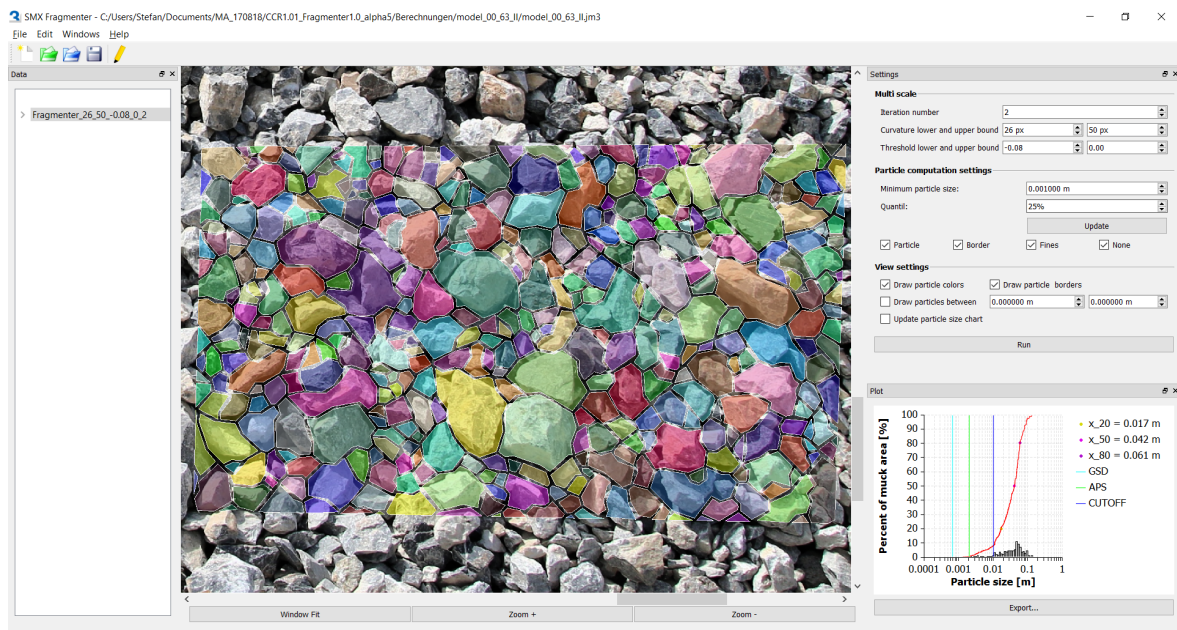 SMX Fragmenter - C:/Users/Stefan/Documents/MA_170818/CCR1.01_Fragmenter1.0_alpha5/Berechnungen/model_00_63_II/model_00_63_II.jm3
File Edit Windows Help
Data
Fragmenter_26_50_-0.08_0_2
Window Fit Zoom + Zoom -
Settings
Multi scale
Iteration number 2
Curvature lower and upper bound 26 px 50 px
Threshold lower and upper bound -0.08 0.00
Particle computation settings
Minimum particle size: 0.001000 m
Quantil: 25%
Update
Particle Border Fines None
View settings
Draw particle colors Draw particle borders
Draw particles between 0.000000 m 0.000000 m
Update particle size chart
Run
Plot
Percent of muck area [%]
100
90
80
70
60
50
40
30
20
10
0
0.0001 0.001 0.01 0.1 1
Particle size [m]
x_20 = 0.017 m
x_50 = 0.042 m
x_80 = 0.061 m
GSD
APS
CUTOFF
Export...